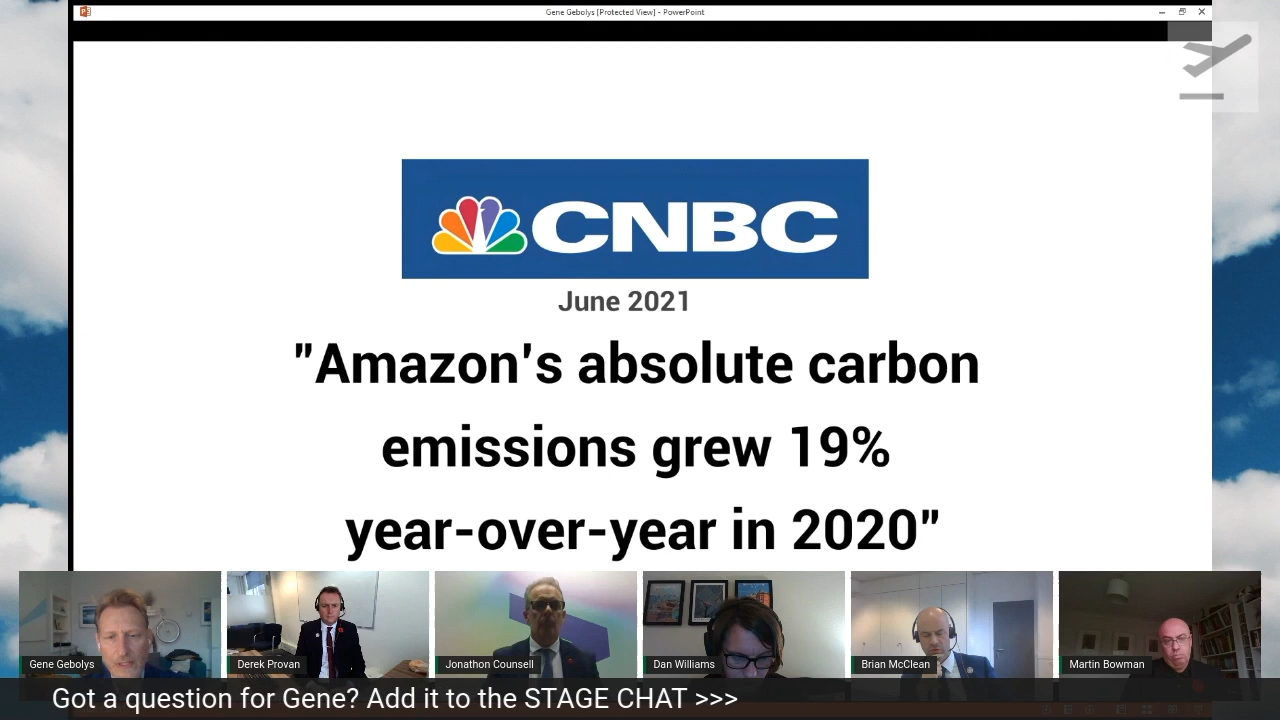 Gene Gebolys [Protected View] - PowerPoint
CNBC
June 2021
"Amazon's absolute carbon
emissions grew 19%
year-over-year in 2020"
Gene Gebolys
Derek Provan
Jonathon Counsell
Dan Williams
Brian McClean
Martin Bowman
Got a question for Gene? Add it to the STAGE CHAT >>>